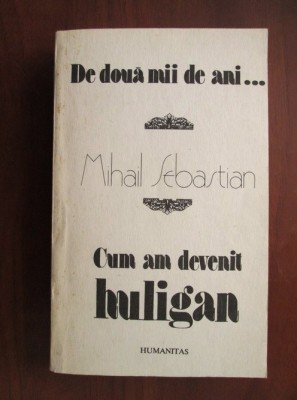 De două mii de ani...
Mihail Sebastian
Cum am devenit
huligan
HUMANITAS